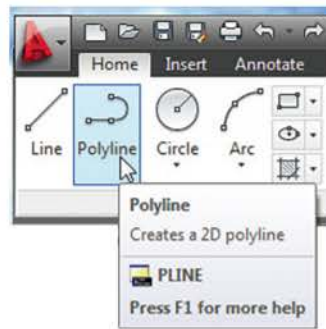 Home Insert Annotate
Line Polyline Circle Arc
Polyline
Creates a 2D polyline
PLINE
Press F1 for more help